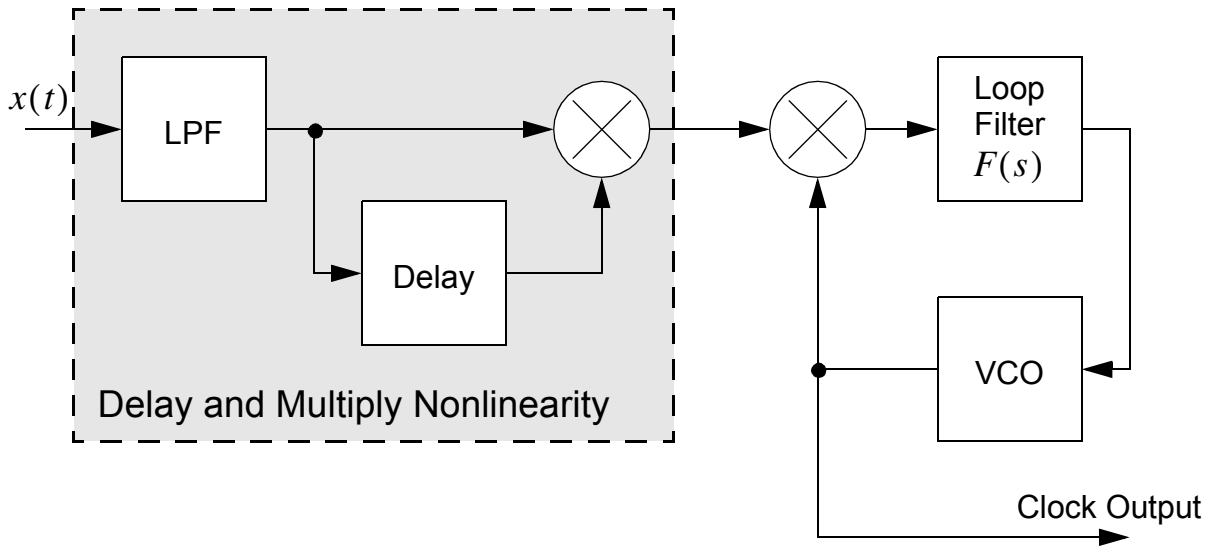 x(t)
LPF
Delay
Delay and Multiply Nonlinearity
Loop
Filter
F(s)
VCO
Clock Output